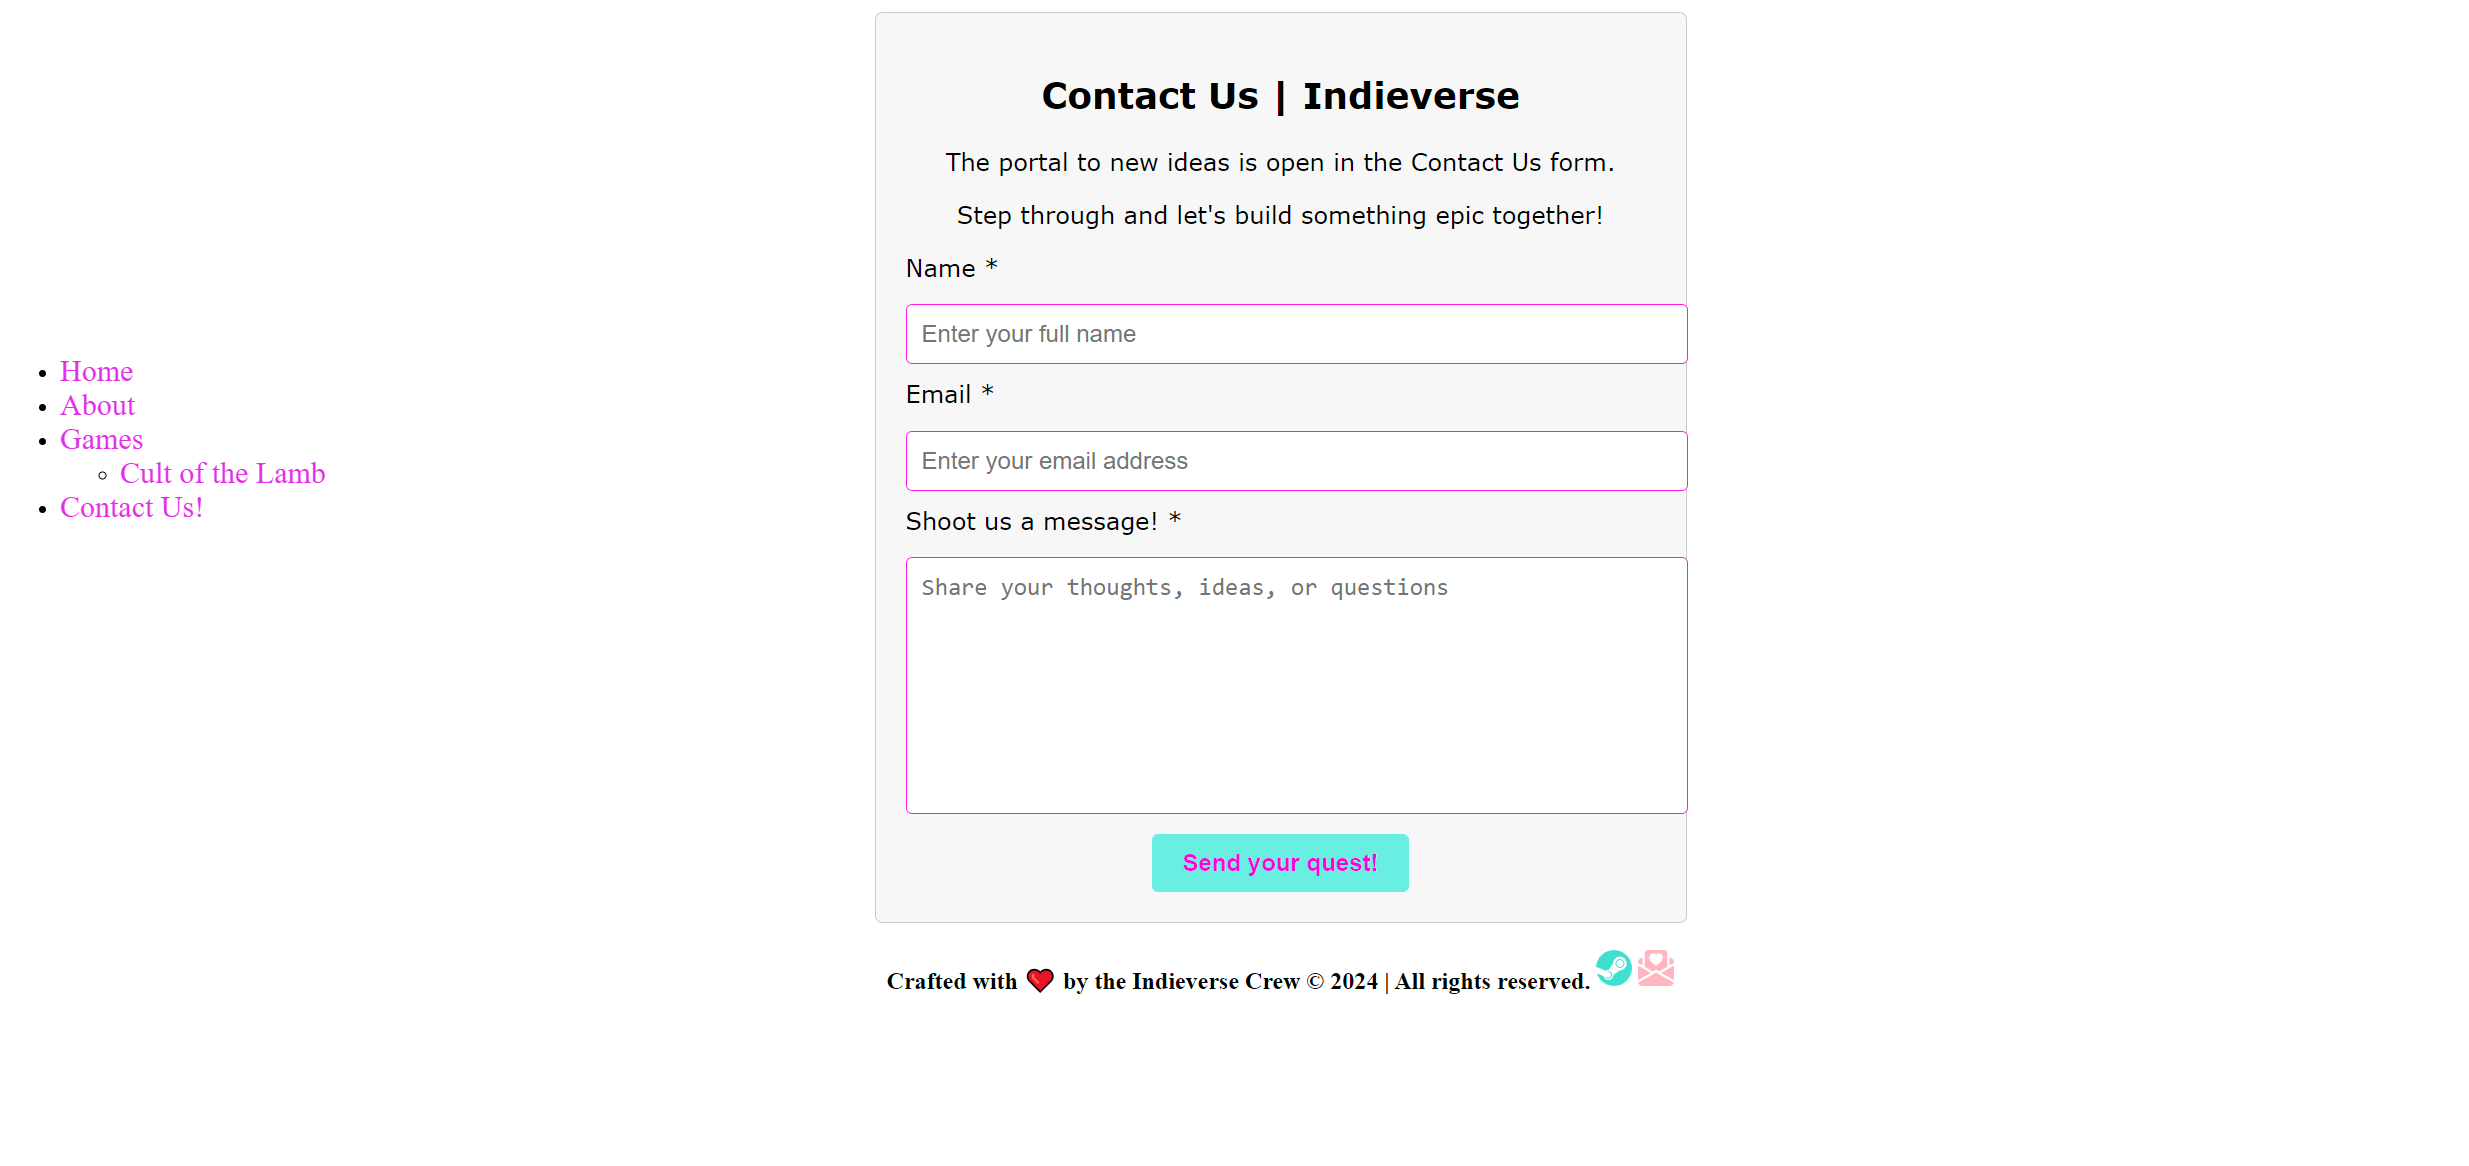 Home
About
Games
Cult of the Lamb
Contact Us!
Contact Us | Indieverse
The portal to new ideas is open in the Contact Us form.
Step through and let's build something epic together!
Name *
Enter your full name
Email *
Enter your email address
Shoot us a message! *
Share your thoughts, ideas, or questions
Send your quest!
Crafted with ❤️ by the Indieverse Crew © 2024 | All rights reserved.